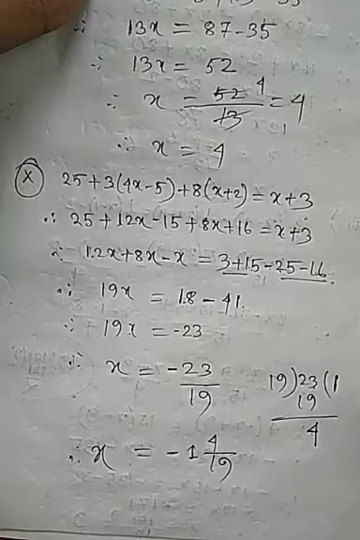 ∴ 13x = 87-35
∴ 13x = 52
∴ x = 52/13 4 = 4
∴ x = 4
(x) 25+3(4x-5)+8(x+2)=x+3
∴ 25+12x-15+8x+16=x+3
∴ 12x+8x-x = 3+15-25-16
∴ 19x = 18-41
∴ 19x = -23
∴ x = -23/19
19)23(1
19
4
∴ x = -1 4/19